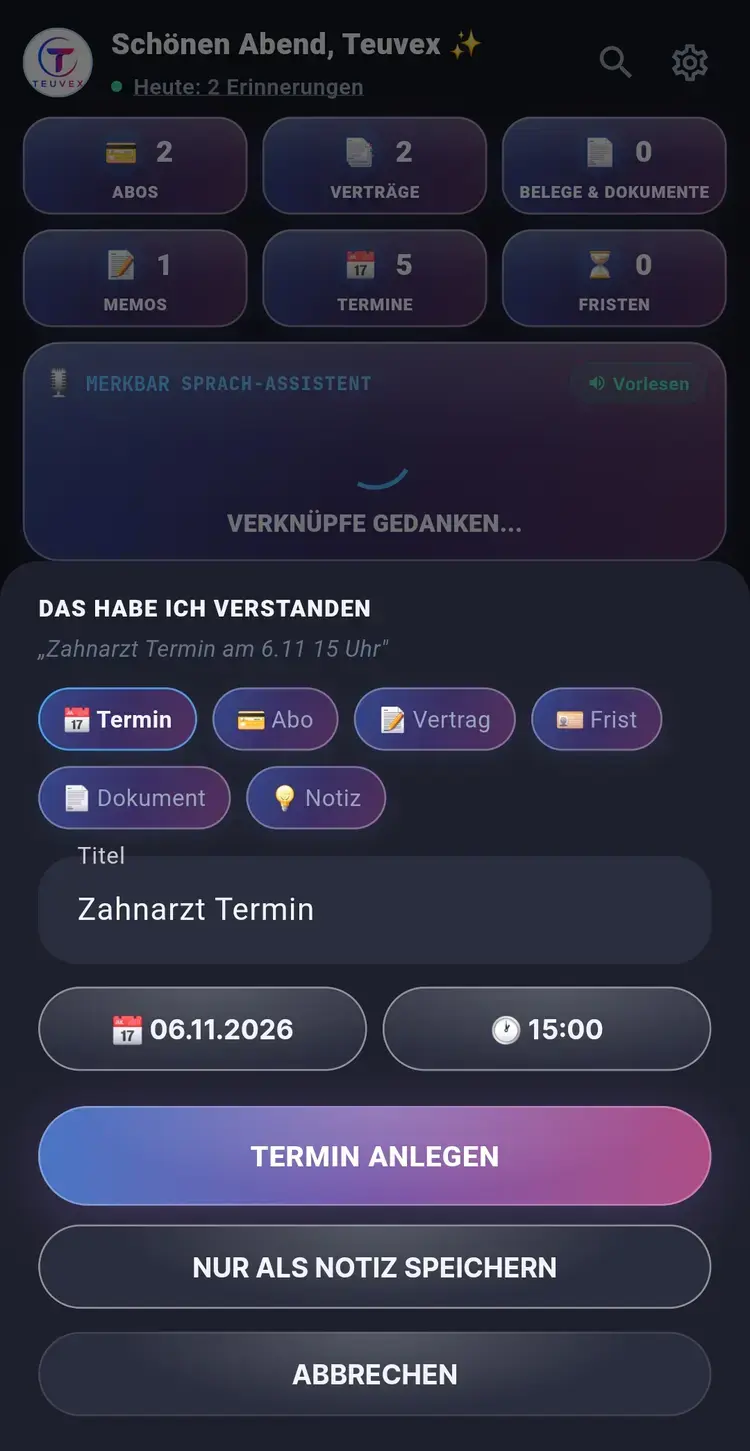 TEUVEX
Schönen Abend, Teuvex ✨
Heute: 2 Erinnerungen
2
ABOS
2
VERTRÄGE
0
BELEGE & DOKUMENTE
1
MEMOS
17 5
TERMINE
0
FRISTEN
MERKBAR SPRACH-ASSISTENT
Vorlesen
VERKNÜPFE GEDANKEN...
DAS HABE ICH VERSTANDEN
„Zahnarzt Termin am 6.11 15 Uhr"
17 Termin
Abo
Vertrag
Frist
Dokument
Notiz
Titel
Zahnarzt Termin
17 06.11.2026
15:00
TERMIN ANLEGEN
NUR ALS NOTIZ SPEICHERN
ABBRECHEN